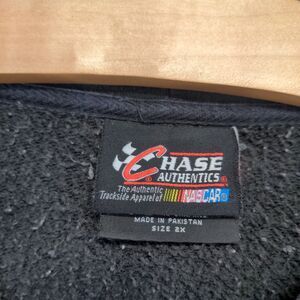 CHASE
AUTHENTICS®
The Authentic
Trackside Apparel of NASCAR®
MADE IN PAKISTAN
SIZE 2X